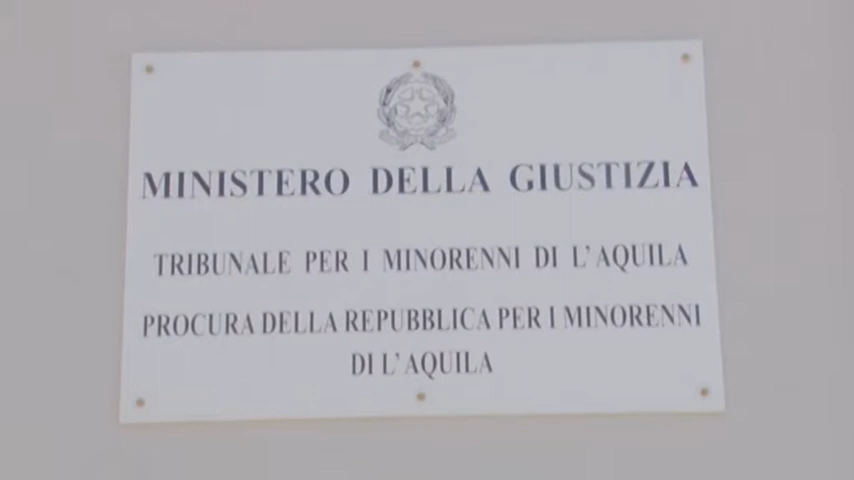 MINISTERO DELLA GIUSTIZIA
TRIBUNALE PER I MINORENNI DI L'AQUILA
PROCURA DELLA REPUBBLICA PER I MINORENNI
DI L'AQUILA